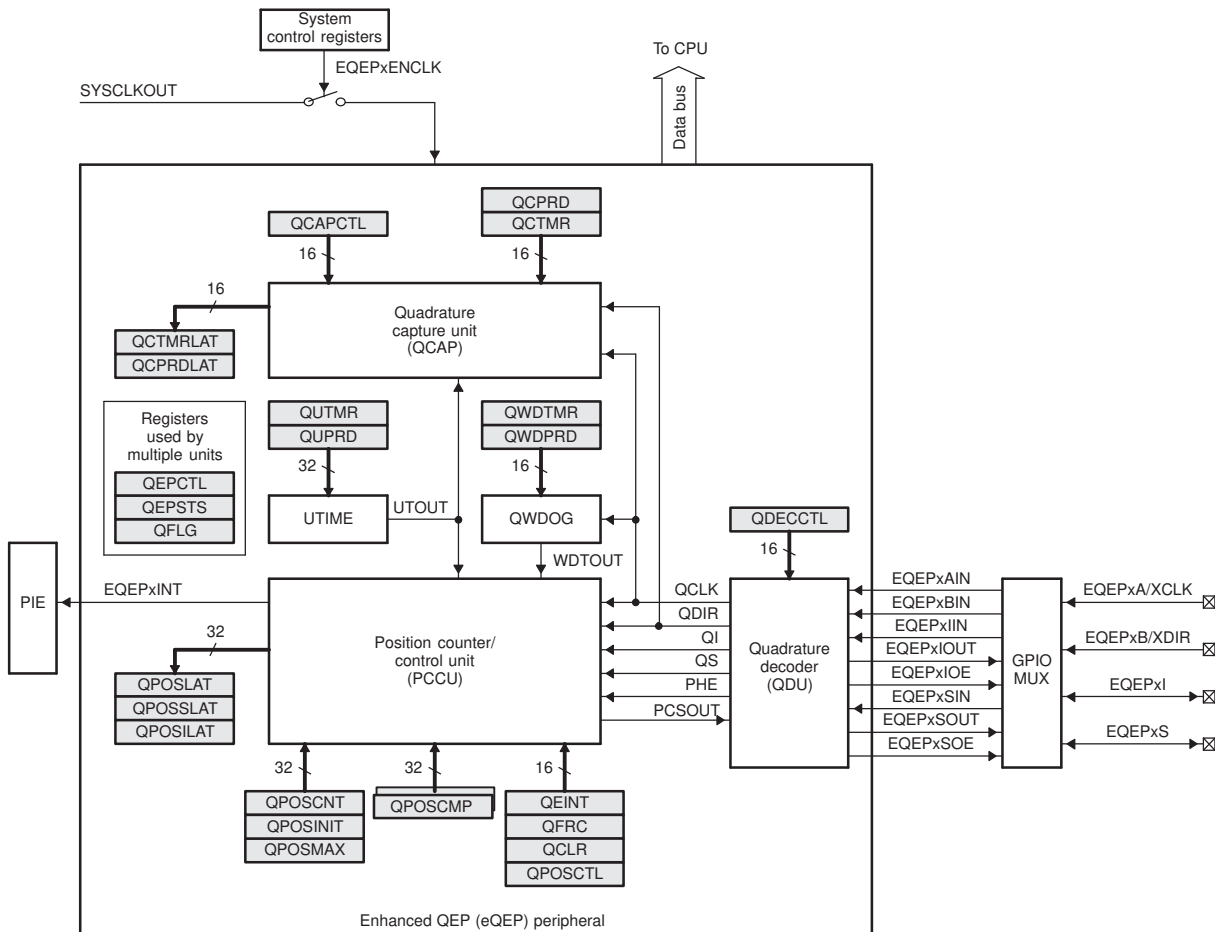 System
control registers
To CPU
EQEPxENCLK
SYSCLKOUT
Data bus
QCPRD
QCAPCTL
QCTMR
16
16
16
Quadrature
capture unit
(QCAP)
QCTMRLAT
QCPRDLAT
Registers
used by
multiple units
QEPCTL
QEPSTS
QFLG
QUTMR
QUPRD
QWDTMR
QWDPRD
32
16
UTIME
UTOUT
QWDOG
WDTOUT
QDECCTL
16
PIE
EQEPxINT
32
Position counter/
control unit
(PCCU)
QCLK
QDIR
QI
QS
PHE
PCSOUT
Quadrature
decoder
(QDU)
EQEPxAIN
EQEPxBIN
EQEPxIIN
EQEPxIOUT
EQEPxIOE
EQEPxSIN
EQEPxSOUT
EQEPxSOE
GPIO
MUX
EQEPxA/XCLK
EQEPxB/XDIR
EQEPxI
EQEPxS
QPOSLAT
QPOSSLAT
QPOSILAT
32
32
16
QPOSCNT
QPOSINIT
QPOSMAX
QPOSCMP
QEINT
QFRC
QCLR
QPOSCTL
Enhanced QEP (eQEP) peripheral